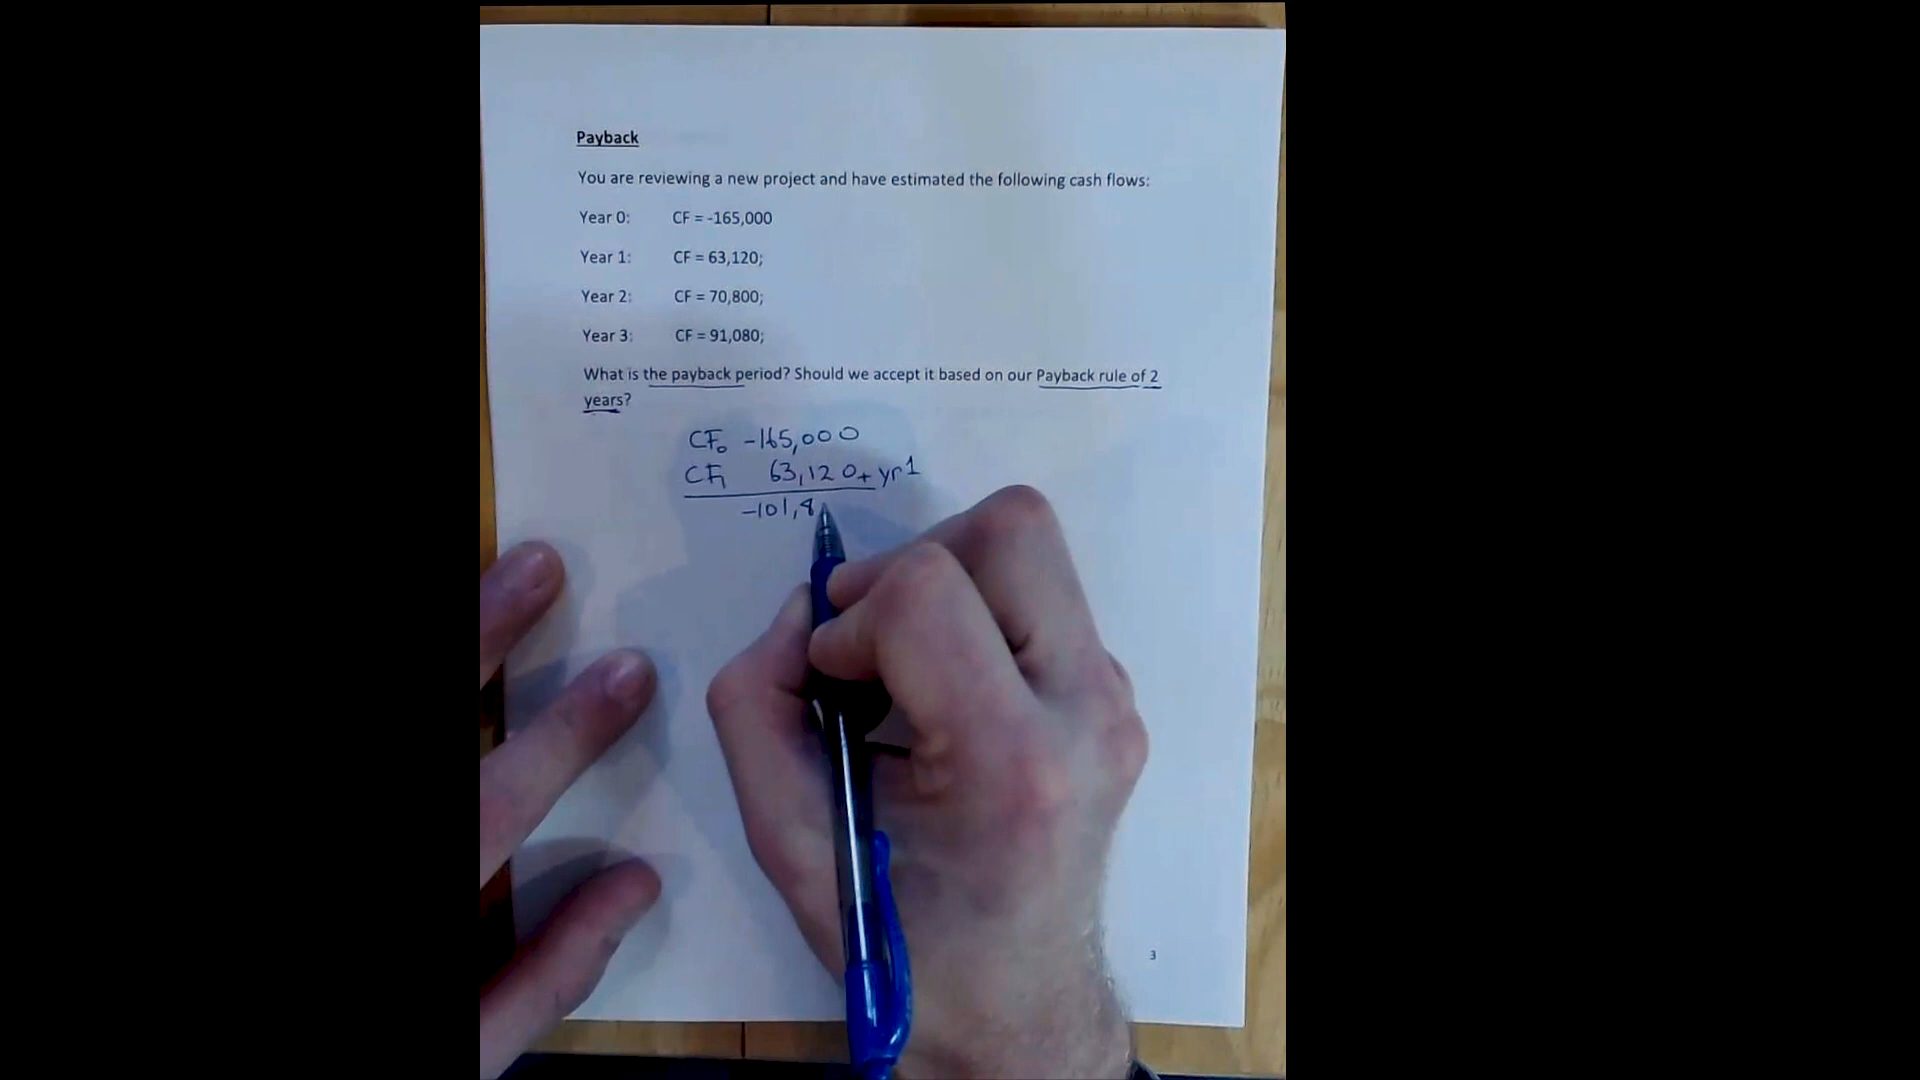 Payback
You are reviewing a new project and have estimated the following cash flows:
Year 0: CF = -165,000
Year 1: CF = 63,120;
Year 2: CF = 70,800;
Year 3: CF = 91,080;
What is the payback period? Should we accept it based on our Payback rule of 2
years?
CF₀ -165,000
CF₁ 63,120+ yr 1
-101,8
3